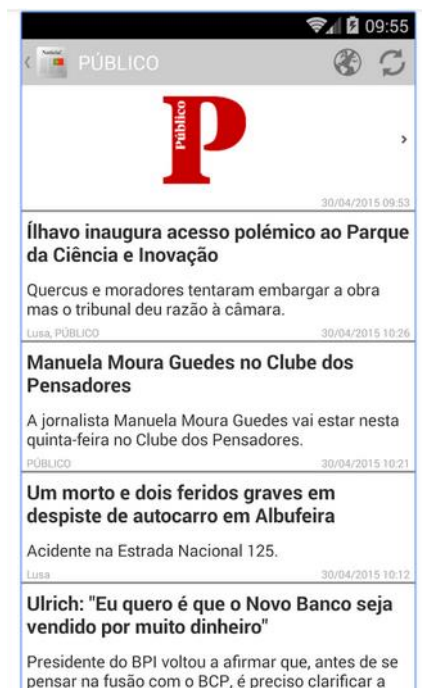 09:55
PÚBLICO
Público
P
30/04/2015 09:53
Ílhavo inaugura acesso polémico ao Parque
da Ciência e Inovação
Quercus e moradores tentaram embargar a obra
mas o tribunal deu razão à câmara.
Lusa, PÚBLICO 30/04/2015 10:26
Manuela Moura Guedes no Clube dos
Pensadores
A jornalista Manuela Moura Guedes vai estar nesta
quinta-feira no Clube dos Pensadores.
PÚBLICO 30/04/2015 10:21
Um morto e dois feridos graves em
despiste de autocarro em Albufeira
Acidente na Estrada Nacional 125.
Lusa 30/04/2015 10:12
Ulrich: "Eu quero é que o Novo Banco seja
vendido por muito dinheiro"
Presidente do BPI voltou a afirmar que, antes de se
pensar na fusão com o BCP, é preciso clarificar a